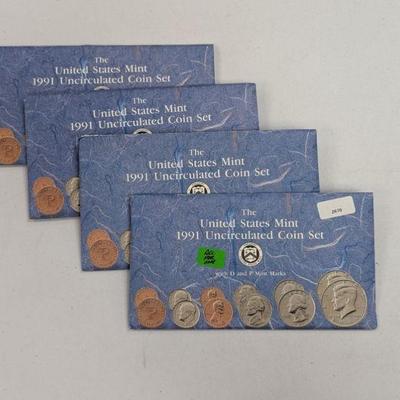 The
United States Mint
1991 Uncirculated Coin Set
The
United States Mint
1991 Uncirculated Coin Set
The
United States Mint
1991 Uncirculated Coin Set
The
United States Mint
1991 Uncirculated Coin Set
with D and P Mint Marks